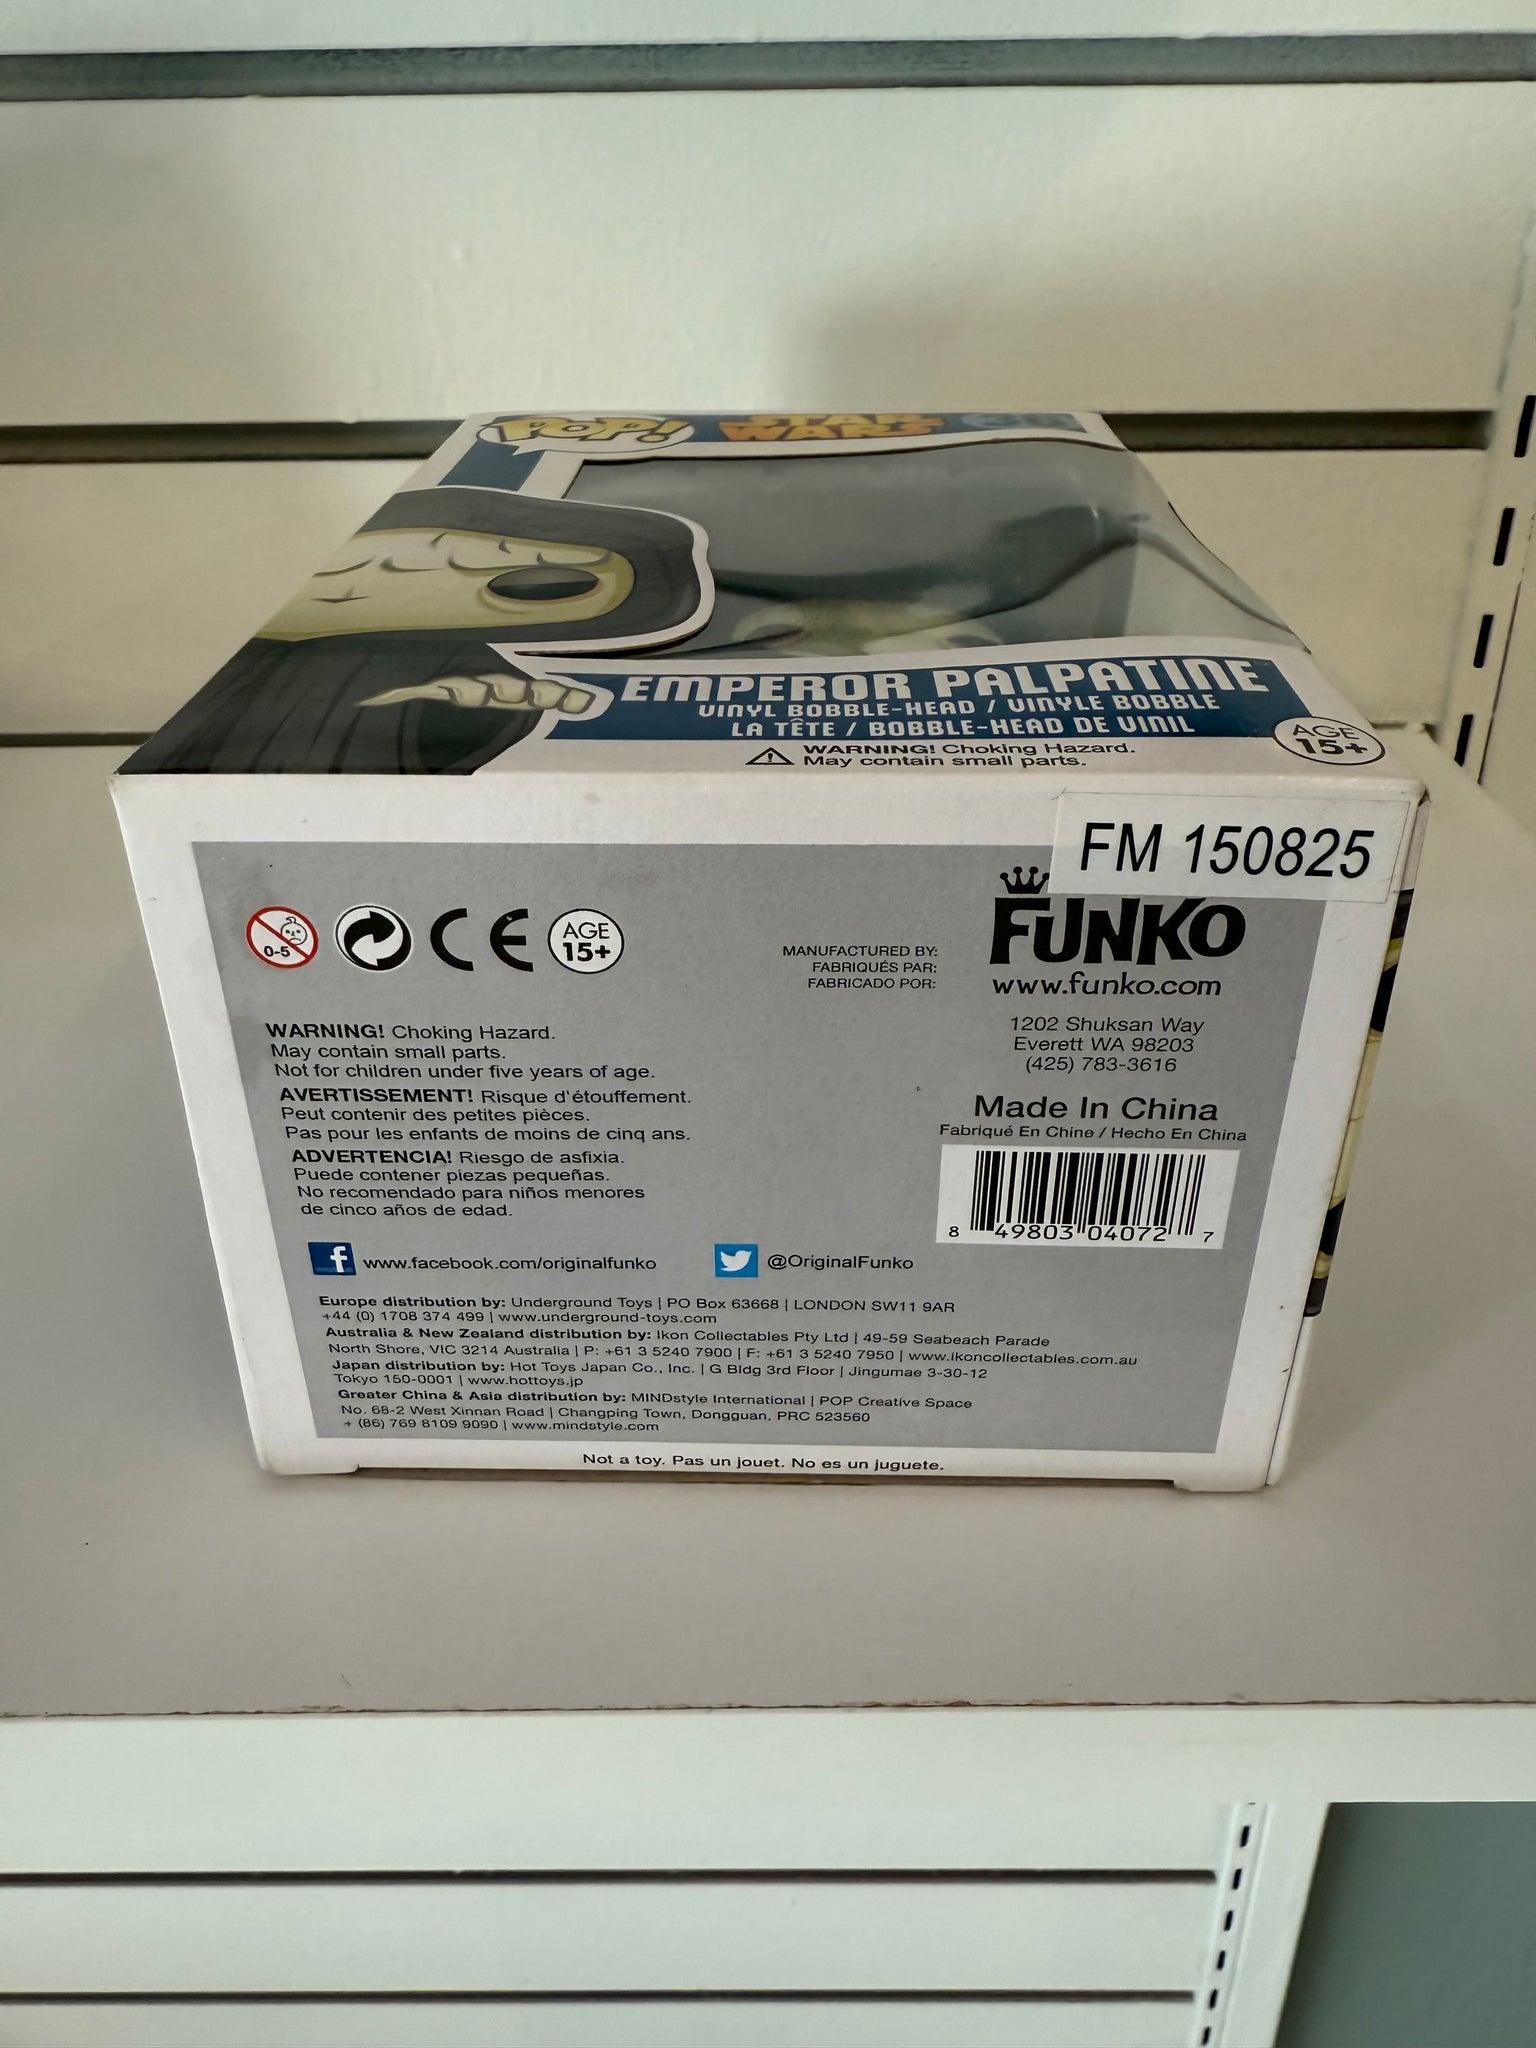 POP!
STAR
WARS
EMPEROR PALPATINE
VINYL BOBBLE-HEAD / VINYLE BOBBLE
LA TÊTE / BOBBLE-HEAD DE VINIL
WARNING! Choking Hazard.
May contain small parts.
AGE
15+
FM 150825
0-5
CE
AGE
15+
MANUFACTURED BY:
FABRIQUÉS PAR:
FABRICADO POR:
FUNKO
www.funko.com
1202 Shuksan Way
Everett WA 98203
(425) 783-3616
Made In China
Fabriqué En Chine / Hecho En China
8 49803 04072 7
WARNING! Choking Hazard.
May contain small parts.
Not for children under five years of age.
AVERTISSEMENT! Risque d'étouffement.
Peut contenir des petites pièces.
Pas pour les enfants de moins de cinq ans.
ADVERTENCIA! Riesgo de asfixia.
Puede contener piezas pequeñas.
No recomendado para niños menores
de cinco años de edad.
f www.facebook.com/originalfunko
@OriginalFunko
Europe distribution by: Underground Toys | PO Box 63668 | LONDON SW11 9AR
+44 (0) 1708 374 499 | www.underground-toys.com
Australia & New Zealand distribution by: Ikon Collectables Pty Ltd | 49-59 Seabeach Parade
North Shore, VIC 3214 Australia | P: +61 3 5240 7900 | F: +61 3 5240 7950 | www.ikoncollectables.com.au
Japan distribution by: Hot Toys Japan Co., Inc. | G Bldg 3rd Floor | Jingumae 3-30-12
Tokyo 150-0001 | www.hottoys.jp
Greater China & Asia distribution by: MINDstyle International | POP Creative Space
No. 68-2 West Xinnan Road | Changping Town, Dongguan, PRC 523560
+ (86) 769 8109 9090 | www.mindstyle.com
Not a toy. Pas un jouet. No es un juguete.